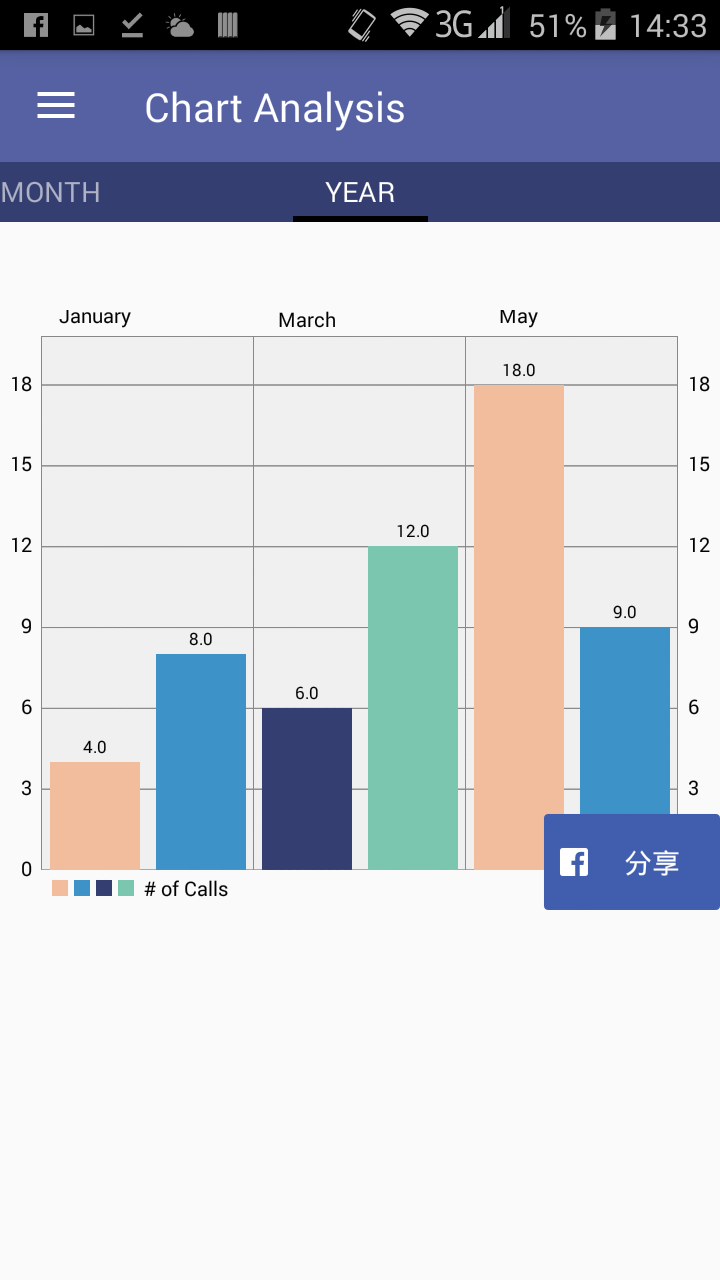 3G 51% 14:33
Chart Analysis
MONTH YEAR
January March May
18.0
18 18
15 15
12.0
12 12
9.0
9 9
8.0
6.0
6 6
4.0
3 3
0
# of Calls
分享